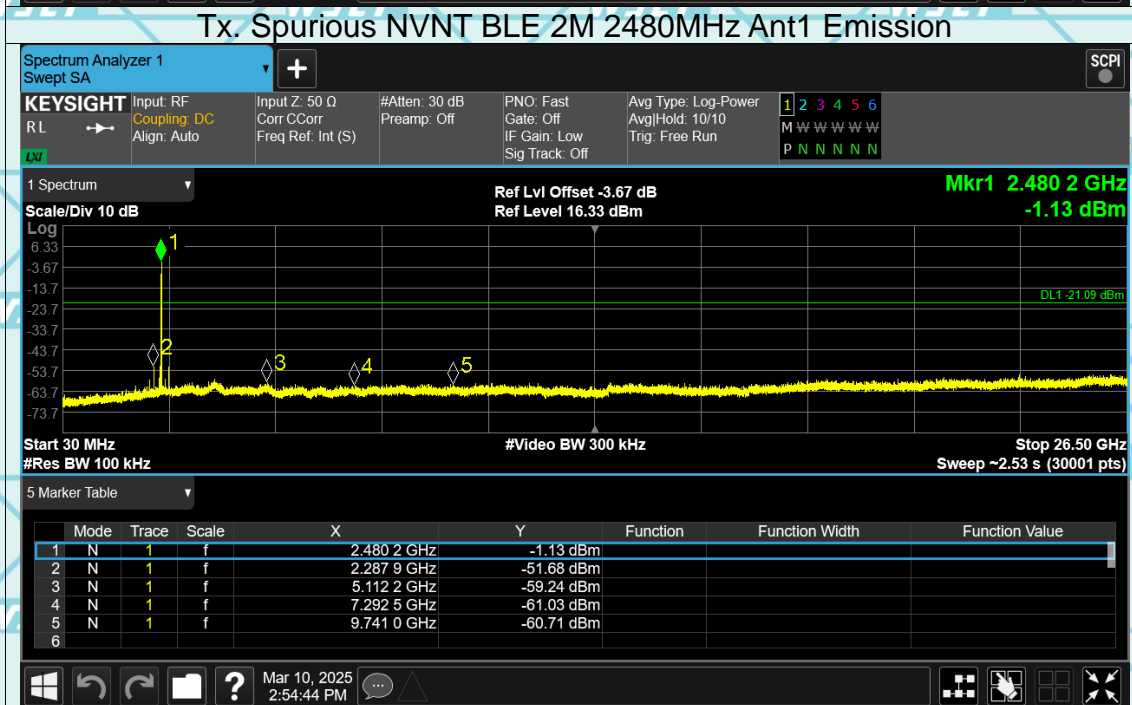 Tx. Spurious NVNT BLE 2M 2480MHz Ant1 Emission
Spectrum Analyzer 1
Swept SA
+
SCPI
KEYSIGHT
RL
LXI
Input: RF
Coupling: DC
Align: Auto
Input Z: 50 Ω
Corr CCorr
Freq Ref: Int (S)
#Atten: 30 dB
Preamp: Off
PNO: Fast
Gate: Off
IF Gain: Low
Sig Track: Off
Avg Type: Log-Power
Avg|Hold: 10/10
Trig: Free Run
1 2 3 4 5 6
M W W W W W
P N N N N N
1 Spectrum
Scale/Div 10 dB
Ref Lvl Offset -3.67 dB
Ref Level 16.33 dBm
Mkr1 2.480 2 GHz
-1.13 dBm
Log
6.33
-3.67
-13.7
-23.7
-33.7
-43.7
-53.7
-63.7
-73.7
1
2
3
4
5
DL1 -21.09 dBm
Start 30 MHz
#Video BW 300 kHz
Stop 26.50 GHz
#Res BW 100 kHz
Sweep ~2.53 s (30001 pts)
5 Marker Table
Mode Trace Scale X Y Function Function Width Function Value
1 N 1 f 2.480 2 GHz -1.13 dBm
2 N 1 f 2.287 9 GHz -51.68 dBm
3 N 1 f 5.112 2 GHz -59.24 dBm
4 N 1 f 7.292 5 GHz -61.03 dBm
5 N 1 f 9.741 0 GHz -60.71 dBm
6
?
Mar 10, 2025
2:54:44 PM